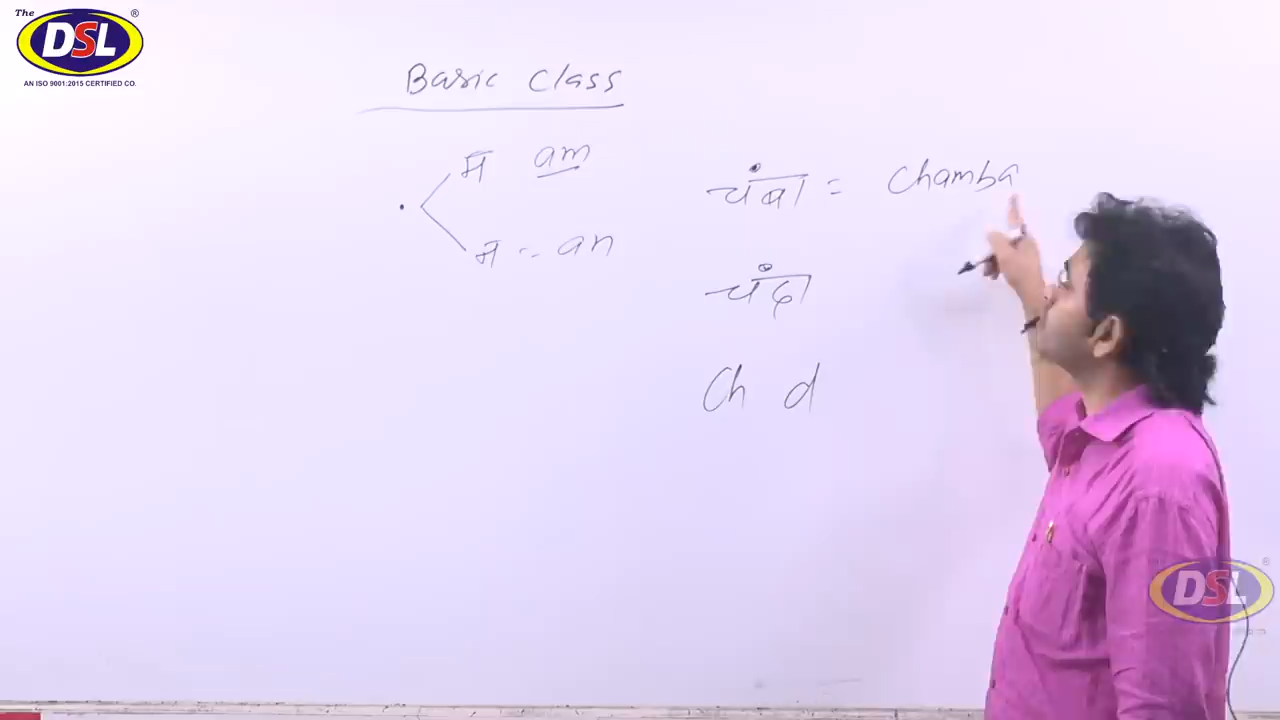 The DSL ®
AN ISO 9001:2015 CERTIFIED CO.
Basic Class
म am
न -- an
चंबा = Chamba
चंदा
Ch d
DSL ®